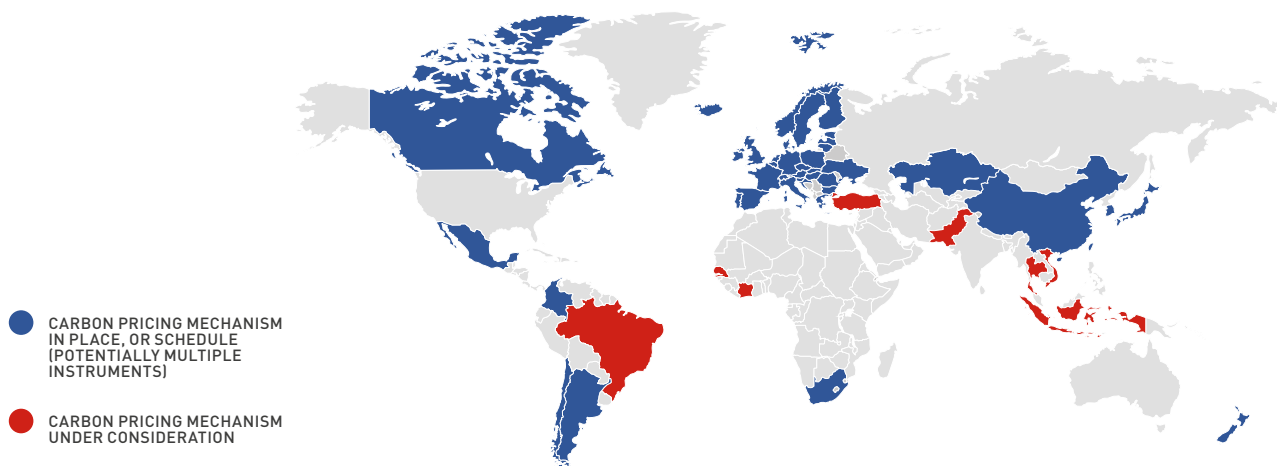 CARBON PRICING MECHANISM
IN PLACE, OR SCHEDULE
(POTENTIALLY MULTIPLE
INSTRUMENTS)
CARBON PRICING MECHANISM
UNDER CONSIDERATION